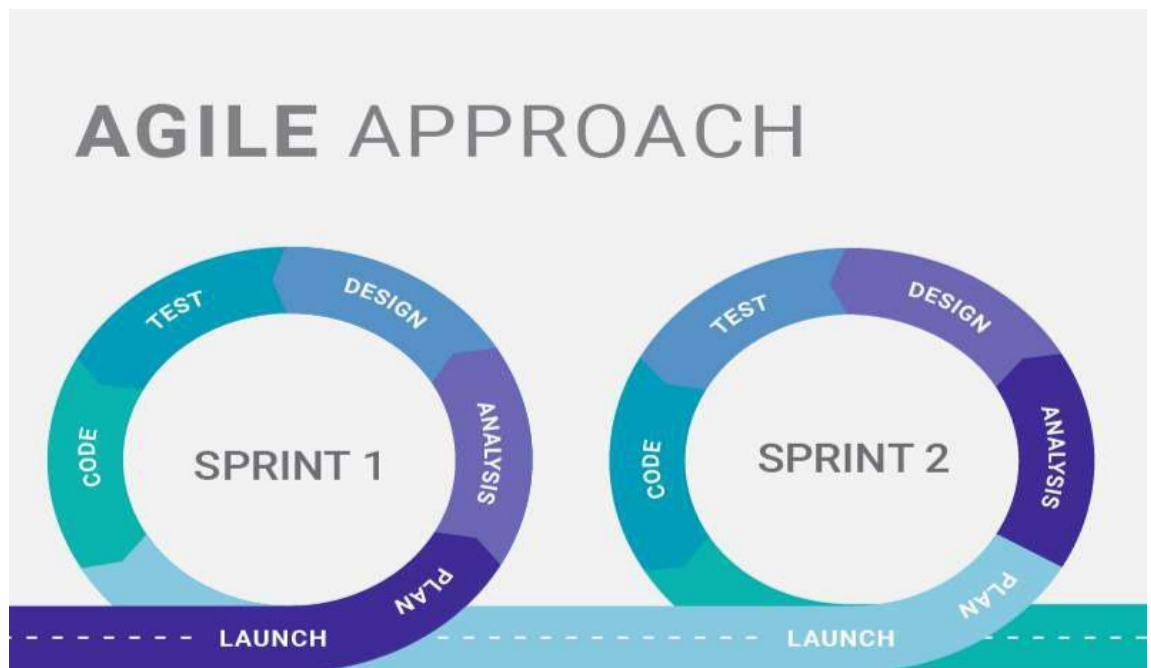 AGILE APPROACH
TEST
DESIGN
CODE
SPRINT 1
ANALYSIS
PLAN
LAUNCH
TEST
DESIGN
CODE
SPRINT 2
ANALYSIS
PLAN
LAUNCH